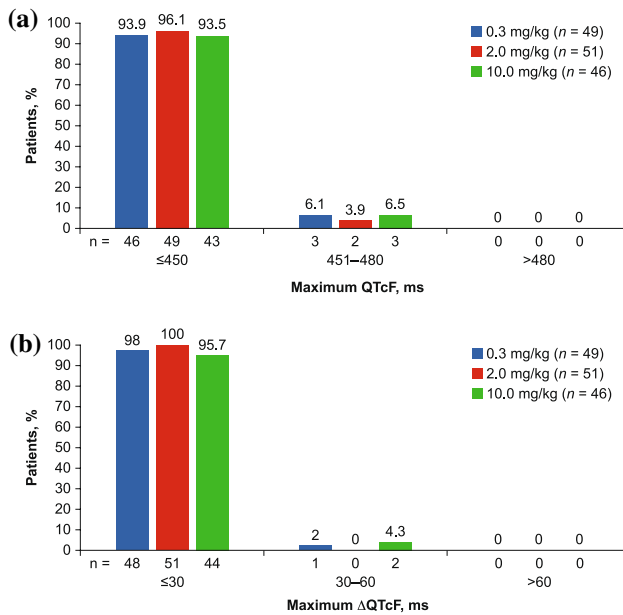 (a)
100
90
80
70
60
50
40
30
20
10
0
Patients, %
93.9 96.1 93.5
6.1 3.9 6.5
0 0 0
0.3 mg/kg (n = 49)
2.0 mg/kg (n = 51)
10.0 mg/kg (n = 46)
n = 46 49 43 3 2 3 0 0 0
≤450 451–480 >480
Maximum QTcF, ms
(b)
100
90
80
70
60
50
40
30
20
10
0
Patients, %
98 100 95.7
2 0 4.3
0 0 0
0.3 mg/kg (n = 49)
2.0 mg/kg (n = 51)
10.0 mg/kg (n = 46)
n = 48 51 44 1 0 2 0 0 0
≤30 30–60 >60
Maximum ΔQTcF, ms